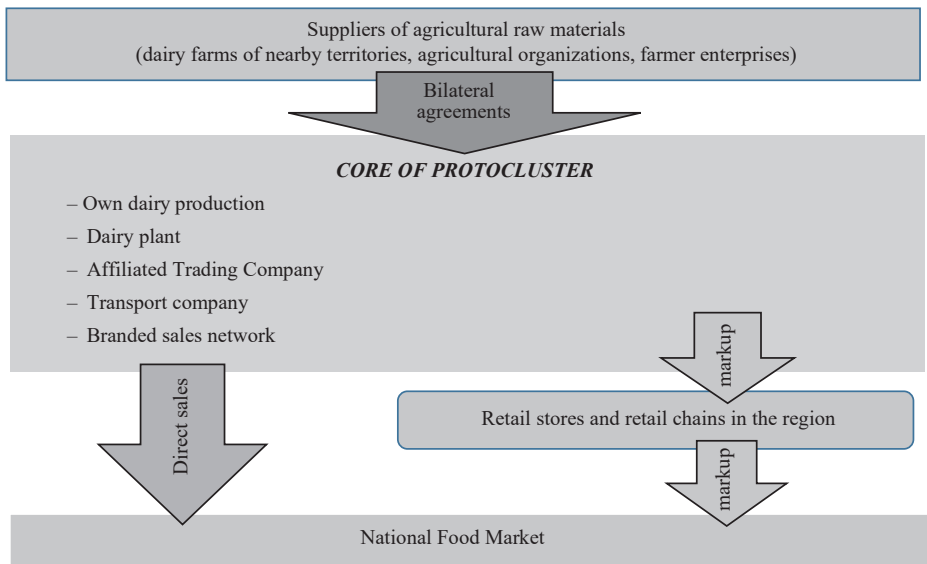 Suppliers of agricultural raw materials
(dairy farms of nearby territories, agricultural organizations, farmer enterprises)
Bilateral
agreements
CORE OF PROTOCLUSTER
– Own dairy production
– Dairy plant
– Affiliated Trading Company
– Transport company
– Branded sales network
markup
Direct sales
Retail stores and retail chains in the region
markup
National Food Market